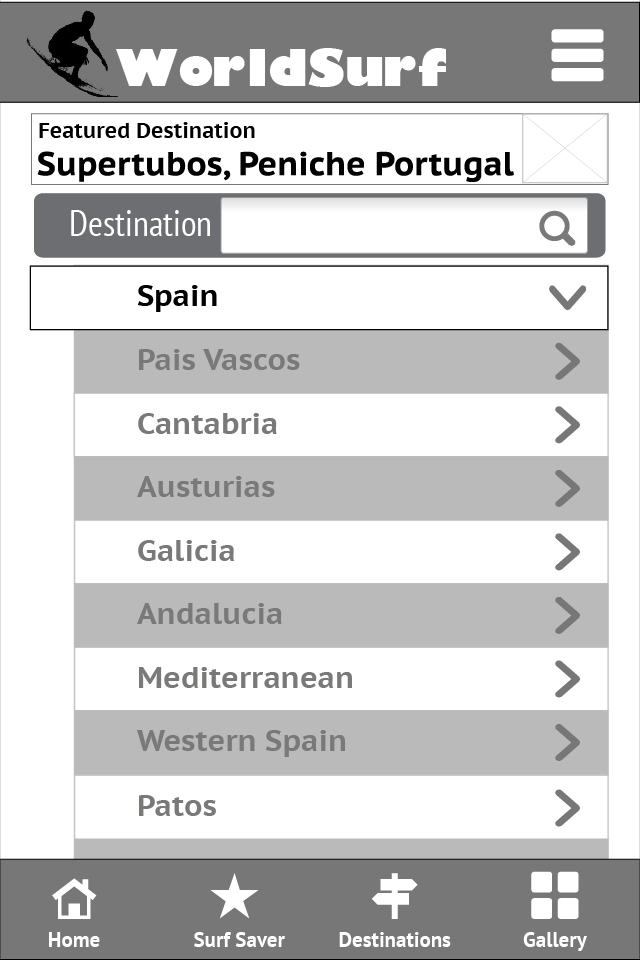 WorldSurf
Featured Destination
Supertubos, Peniche Portugal
Destination
Spain
Pais Vascos
Cantabria
Austurias
Galicia
Andalucia
Mediterranean
Western Spain
Patos
Home
Surf Saver
Destinations
Gallery